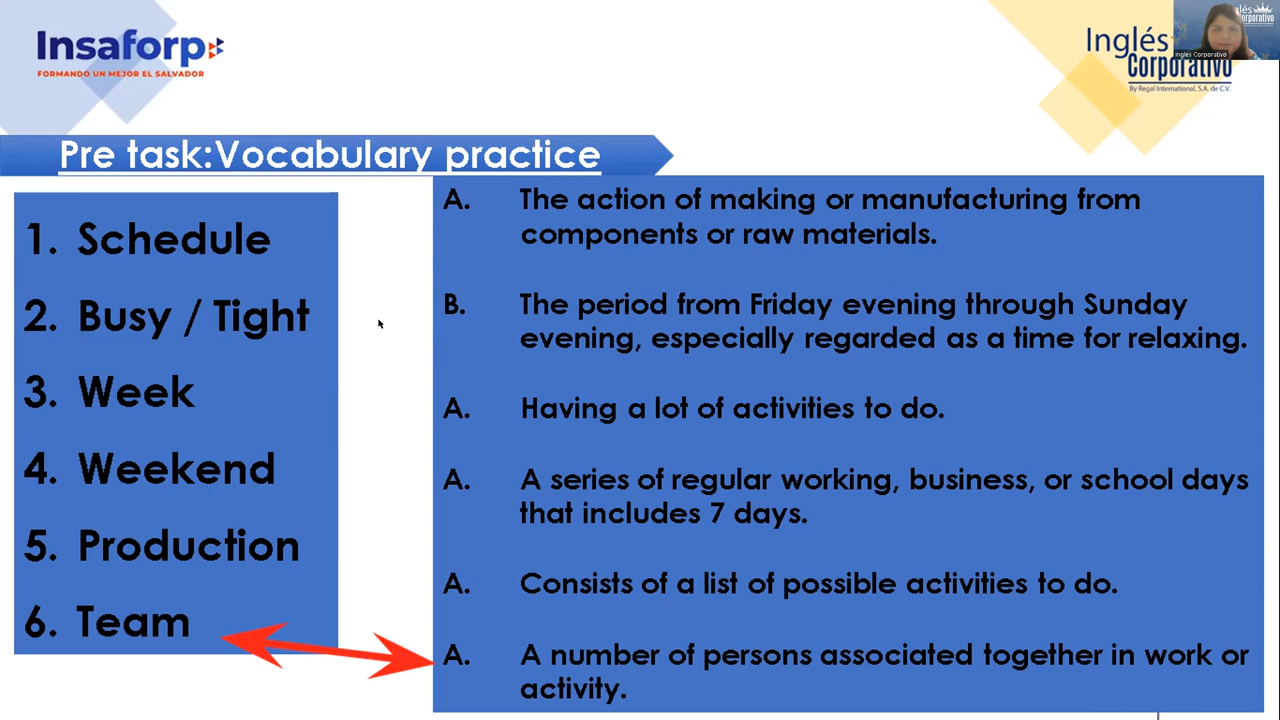 Insaforp
FORMANDO UN MEJOR EL SALVADOR
Inglés
Corporativo
By Regal International, S.A. de C.V.
Inglés Corporativo
Pre task:Vocabulary practice
1. Schedule
2. Busy / Tight
3. Week
4. Weekend
5. Production
6. Team
A. The action of making or manufacturing from
components or raw materials.
B. The period from Friday evening through Sunday
evening, especially regarded as a time for relaxing.
A. Having a lot of activities to do.
A. A series of regular working, business, or school days
that includes 7 days.
A. Consists of a list of possible activities to do.
A. A number of persons associated together in work or
activity.